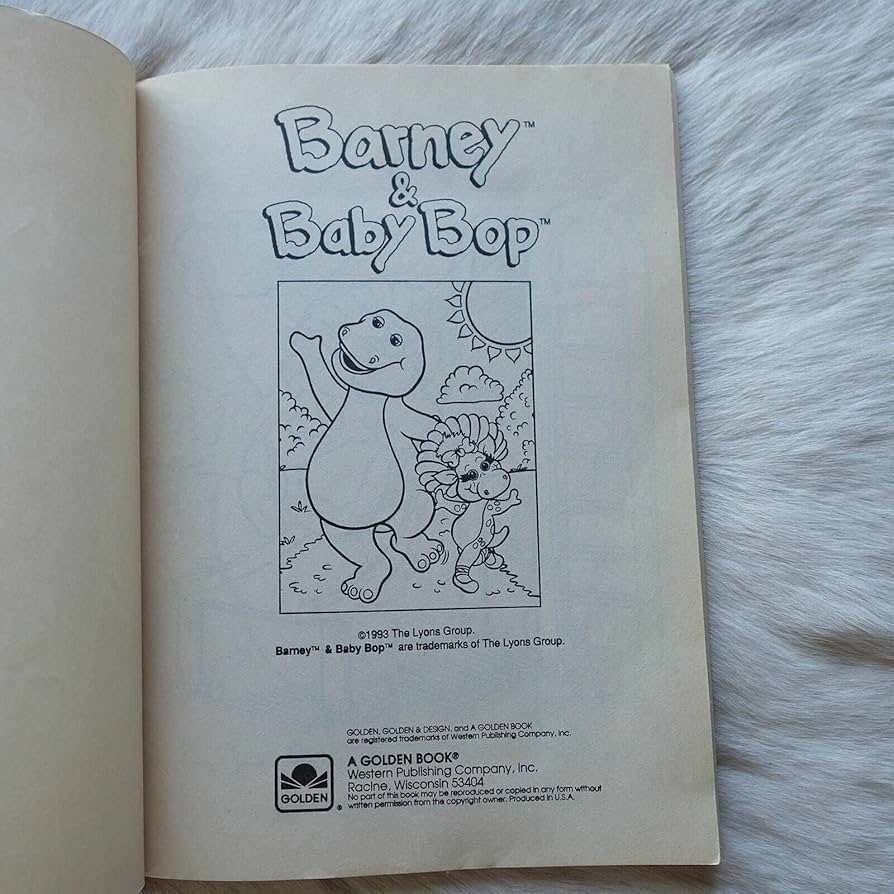 Barney™
&
Baby Bop™
©1993 The Lyons Group.
Barney™ & Baby Bop™ are trademarks of The Lyons Group.
GOLDEN, GOLDEN & DESIGN, and A GOLDEN BOOK
are registered trademarks of Western Publishing Company, Inc.
A GOLDEN BOOK®
Western Publishing Company, Inc.
Racine, Wisconsin 53404
No part of this book may be reproduced or copied in any form without
written permission from the copyright owner. Produced in U.S.A.
GOLDEN®